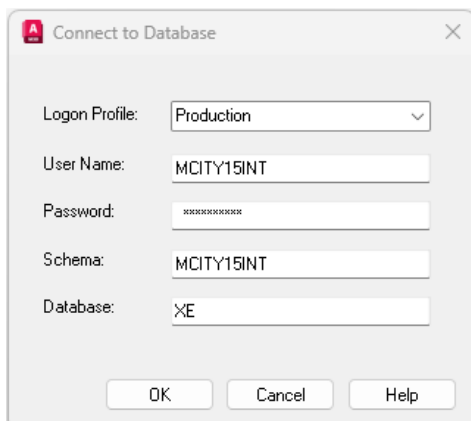 Connect to Database
Logon Profile: Production
User Name: MCITY15INT
Password: **********
Schema: MCITY15INT
Database: XE
OK Cancel Help